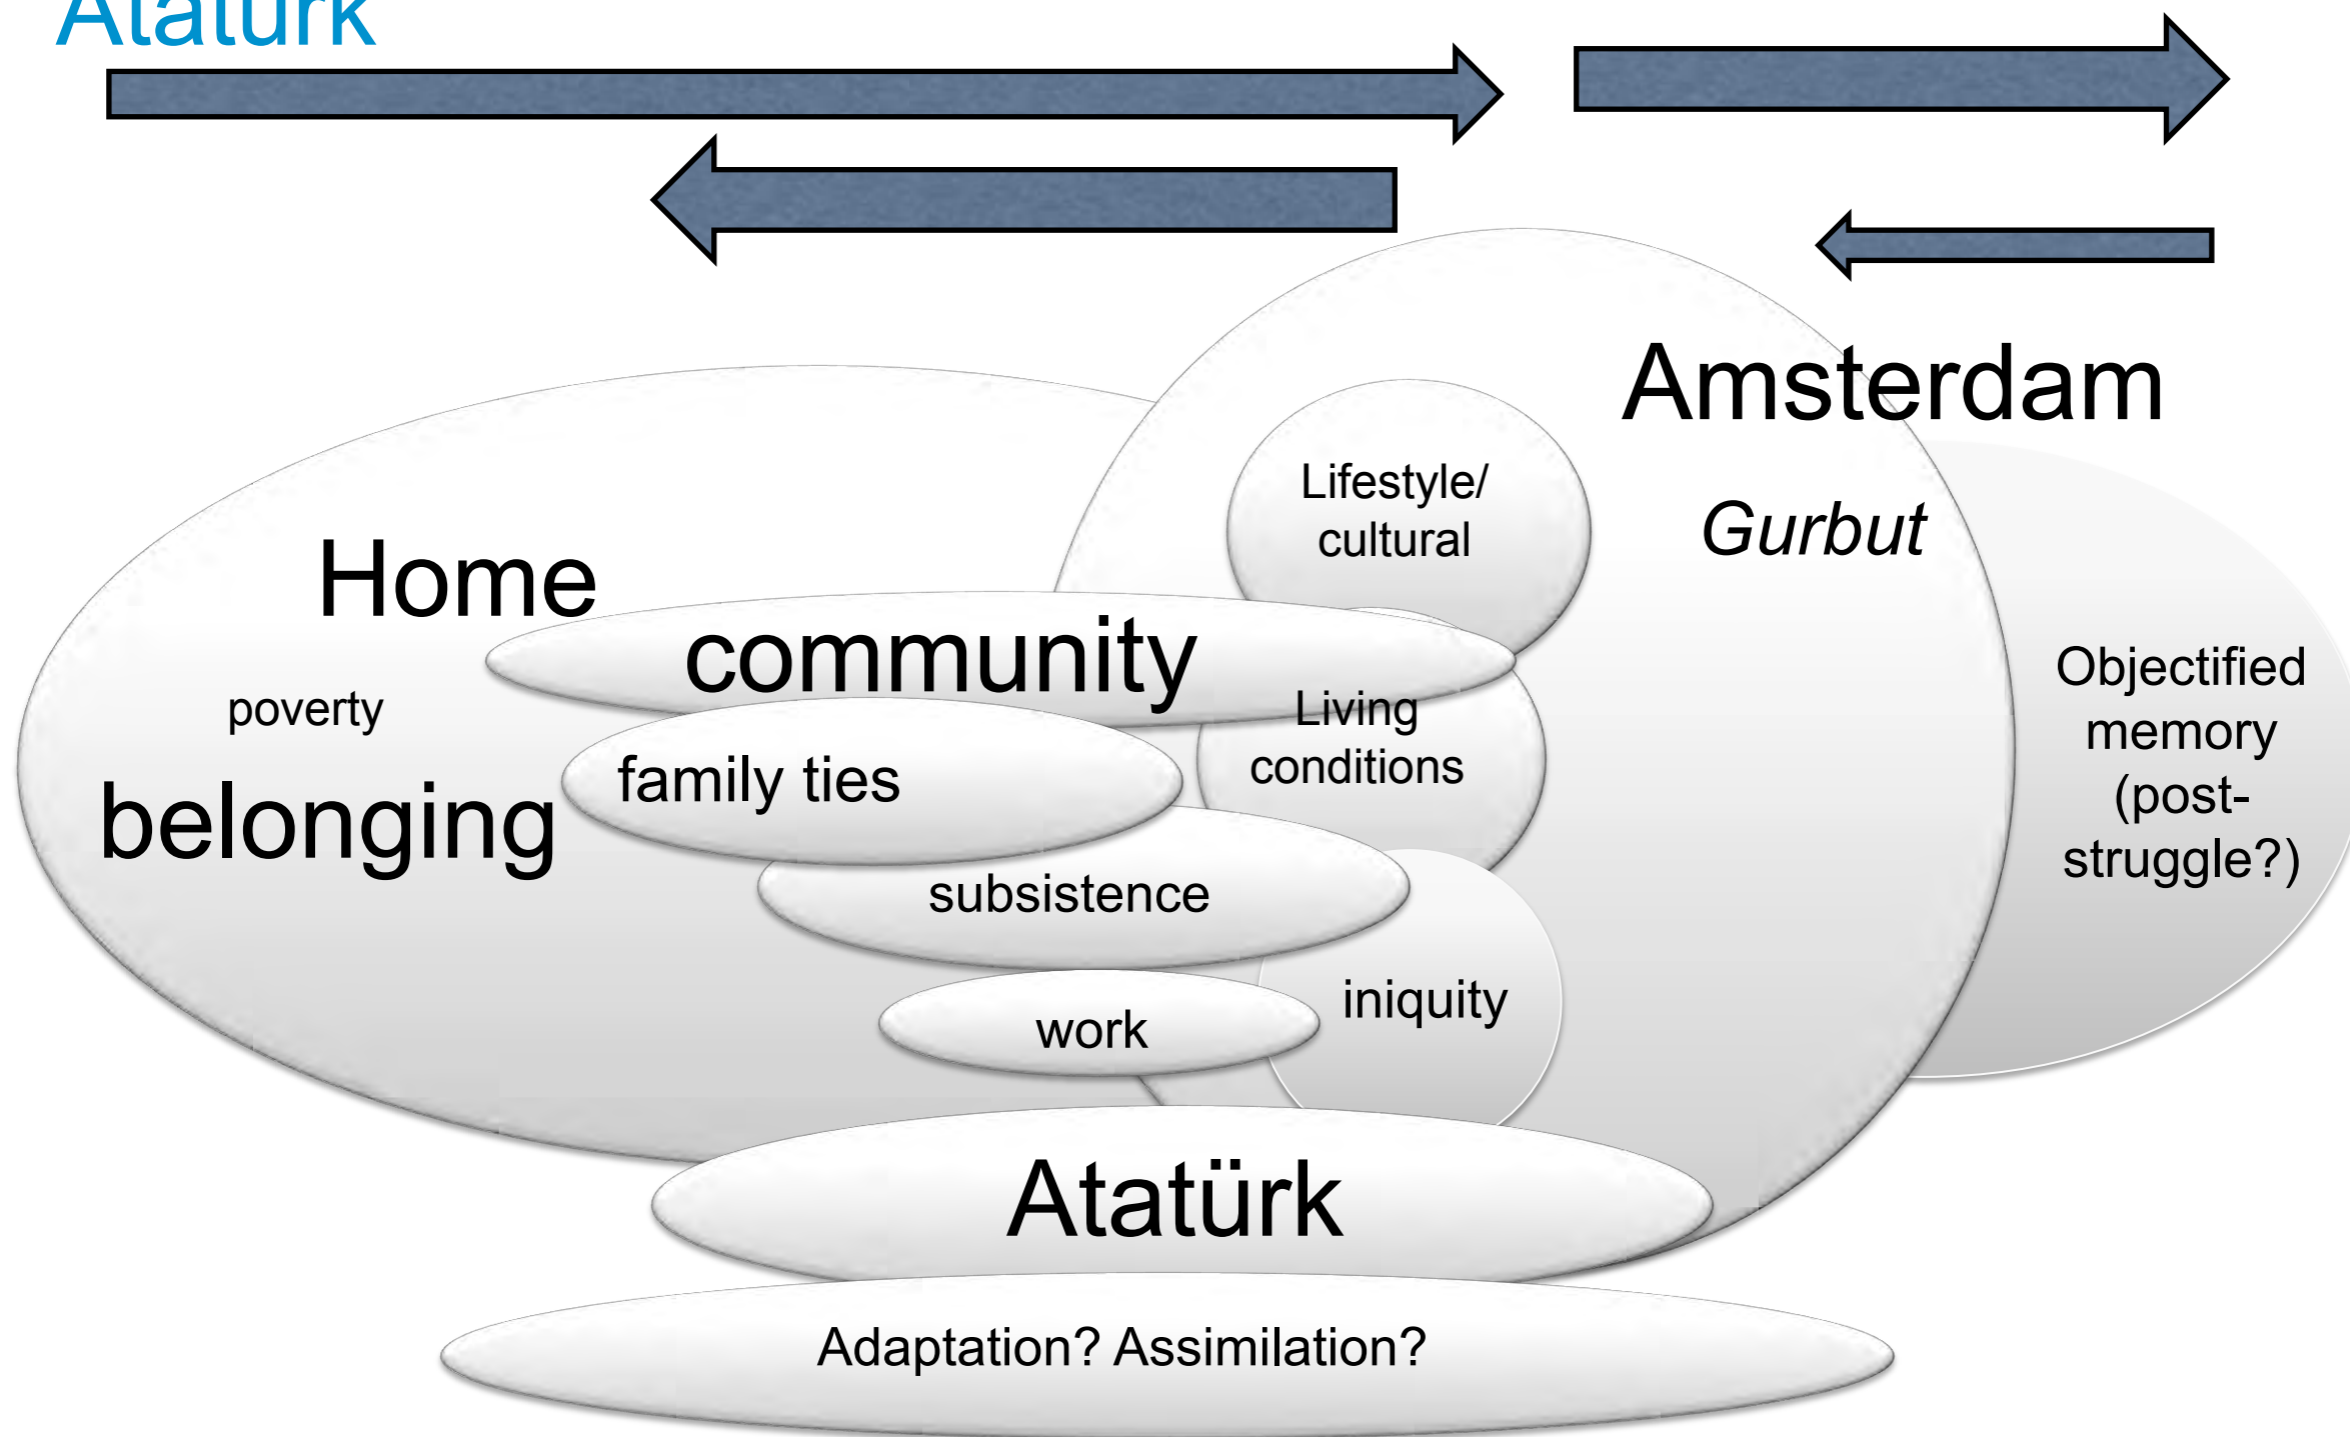 Atatürk
Amsterdam
Gurbut
Lifestyle/
cultural
Home
community
poverty
Living
conditions
family ties
belonging
subsistence
Objectified
memory
(post-
struggle?)
iniquity
work
Atatürk
Adaptation? Assimilation?